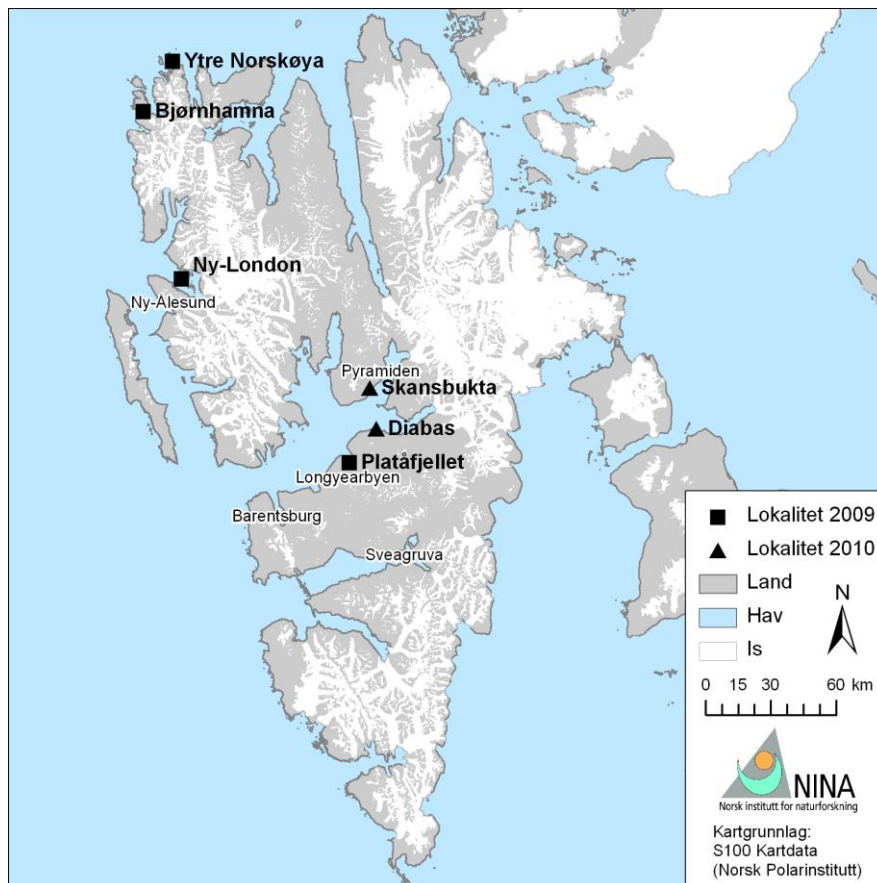 Ytre Norskøya
Bjørnhamna
Ny-London
Ny-Ålesund
Pyramiden
Skansbukta
Diabas
Platåfjellet
Longyearbyen
Barentsburg
Sveagruva
Lokalitet 2009
Lokalitet 2010
Land
Hav
Is
N
0 15 30 60 km
NINA
Norsk institutt for naturforskning
Kartgrunnlag:
S100 Kartdata
(Norsk Polarinstitutt)